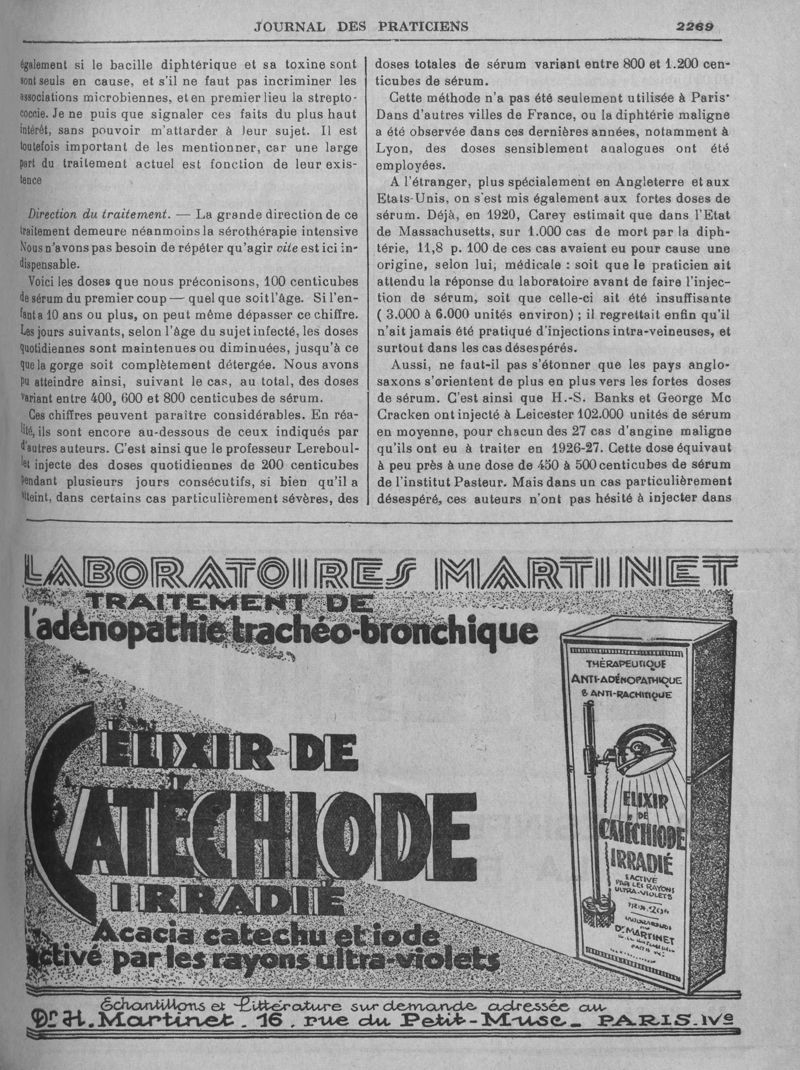 JOURNAL DES PRATICIENS
2269
également si le bacille diphtérique et sa toxine sont
sont seuls en cause, et s'il ne faut pas incriminer les
associations microbiennes, et en premier lieu la strepto-
coccie. Je ne puis que signaler ces faits du plus haut
intérêt, sans pouvoir m'attarder à leur sujet. Il est
toutefois important de les mentionner, car une large
part du traitement actuel est fonction de leur exis-
tence
Direction du traitement. — La grande direction de ce
traitement demeure néanmoins la sérothérapie intensive
Nous n'avons pas besoin de répéter qu'agir vite est ici in-
dispensable.
Voici les doses que nous préconisons, 100 centicubes
de sérum du premier coup — quel que soit l'âge. Si l'en-
fant a 10 ans ou plus, on peut même dépasser ce chiffre.
Les jours suivants, selon l'âge du sujet infecté, les doses
quotidiennes sont maintenues ou diminuées, jusqu'à ce
que la gorge soit complètement détergée. Nous avons
pu atteindre ainsi, suivant le cas, au total, des doses
variant entre 400, 600 et 800 centicubes de sérum.
Ces chiffres peuvent paraître considérables. En réa-
lité, ils sont encore au-dessous de ceux indiqués par
d'autres auteurs. C'est ainsi que le professeur Lereboul-
let injecte des doses quotidiennes de 200 centicubes
pendant plusieurs jours consécutifs, si bien qu'il a
atteint, dans certains cas particulièrement sévères, des
doses totales de sérum variant entre 800 et 1.200 cen-
ticubes de sérum.
Cette méthode n'a pas été seulement utilisée à Paris·
Dans d'autres villes de France, ou la diphtérie maligne
a été observée dans ces dernières années, notamment à
Lyon, des doses sensiblement analogues ont été
employées.
A l'étranger, plus spécialement en Angleterre et aux
Etats-Unis, on s'est mis également aux fortes doses de
sérum. Déjà, en 1920, Carey estimait que dans l'Etat
de Massachusetts, sur 1.000 cas de mort par la diph-
térie, 11,8 p. 100 de ces cas avaient eu pour cause une
origine, selon lui, médicale : soit que le praticien ait
attendu la réponse du laboratoire avant de faire l'injec-
tion de sérum, soit que celle-ci ait été insuffisante
( 3.000 à 6.000 unités environ) ; il regrettait enfin qu'il
n'ait jamais été pratiqué d'injections intra-veineuses, et
surtout dans les cas désespérés.
Aussi, ne faut-il pas s'étonner que les pays anglo-
saxons s'orientent de plus en plus vers les fortes doses
de sérum. C'est ainsi que H.-S. Banks et George Mc
Cracken ont injecté à Leicester 102.000 unités de sérum
en moyenne, pour chacun des 27 cas d'angine maligne
qu'ils ont eu à traiter en 1926-27. Cette dose équivaut
à peu près à une dose de 450 à 500 centicubes de sérum
de l'institut Pasteur. Mais dans un cas particulièrement
désespéré, ces auteurs n'ont pas hésité à injecter dans
LABORATOIRES MARTINET
TRAITEMENT DE
l'adénopathie trachéo-bronchique
ÉLIXIR DE
CATÉCHIODE
IRRADIÉ
Acacia catechu et iode
activé par les rayons ultra-violets
THÉRAPEUTIQUE
ANTI-ADÉNOPATHIQUE
& ANTI-RACHITIQUE
ELIXIR
DE
CATÉCHIODE
IRRADIÉ
ACTIVÉ
PAR LES RAYONS
ULTRA-VIOLETS
Dr MARTINET
Échantillons et Littérature sur demande adressée au
Dr H. Martinet . 16 . rue du Petit-Musc _ PARIS. IVe